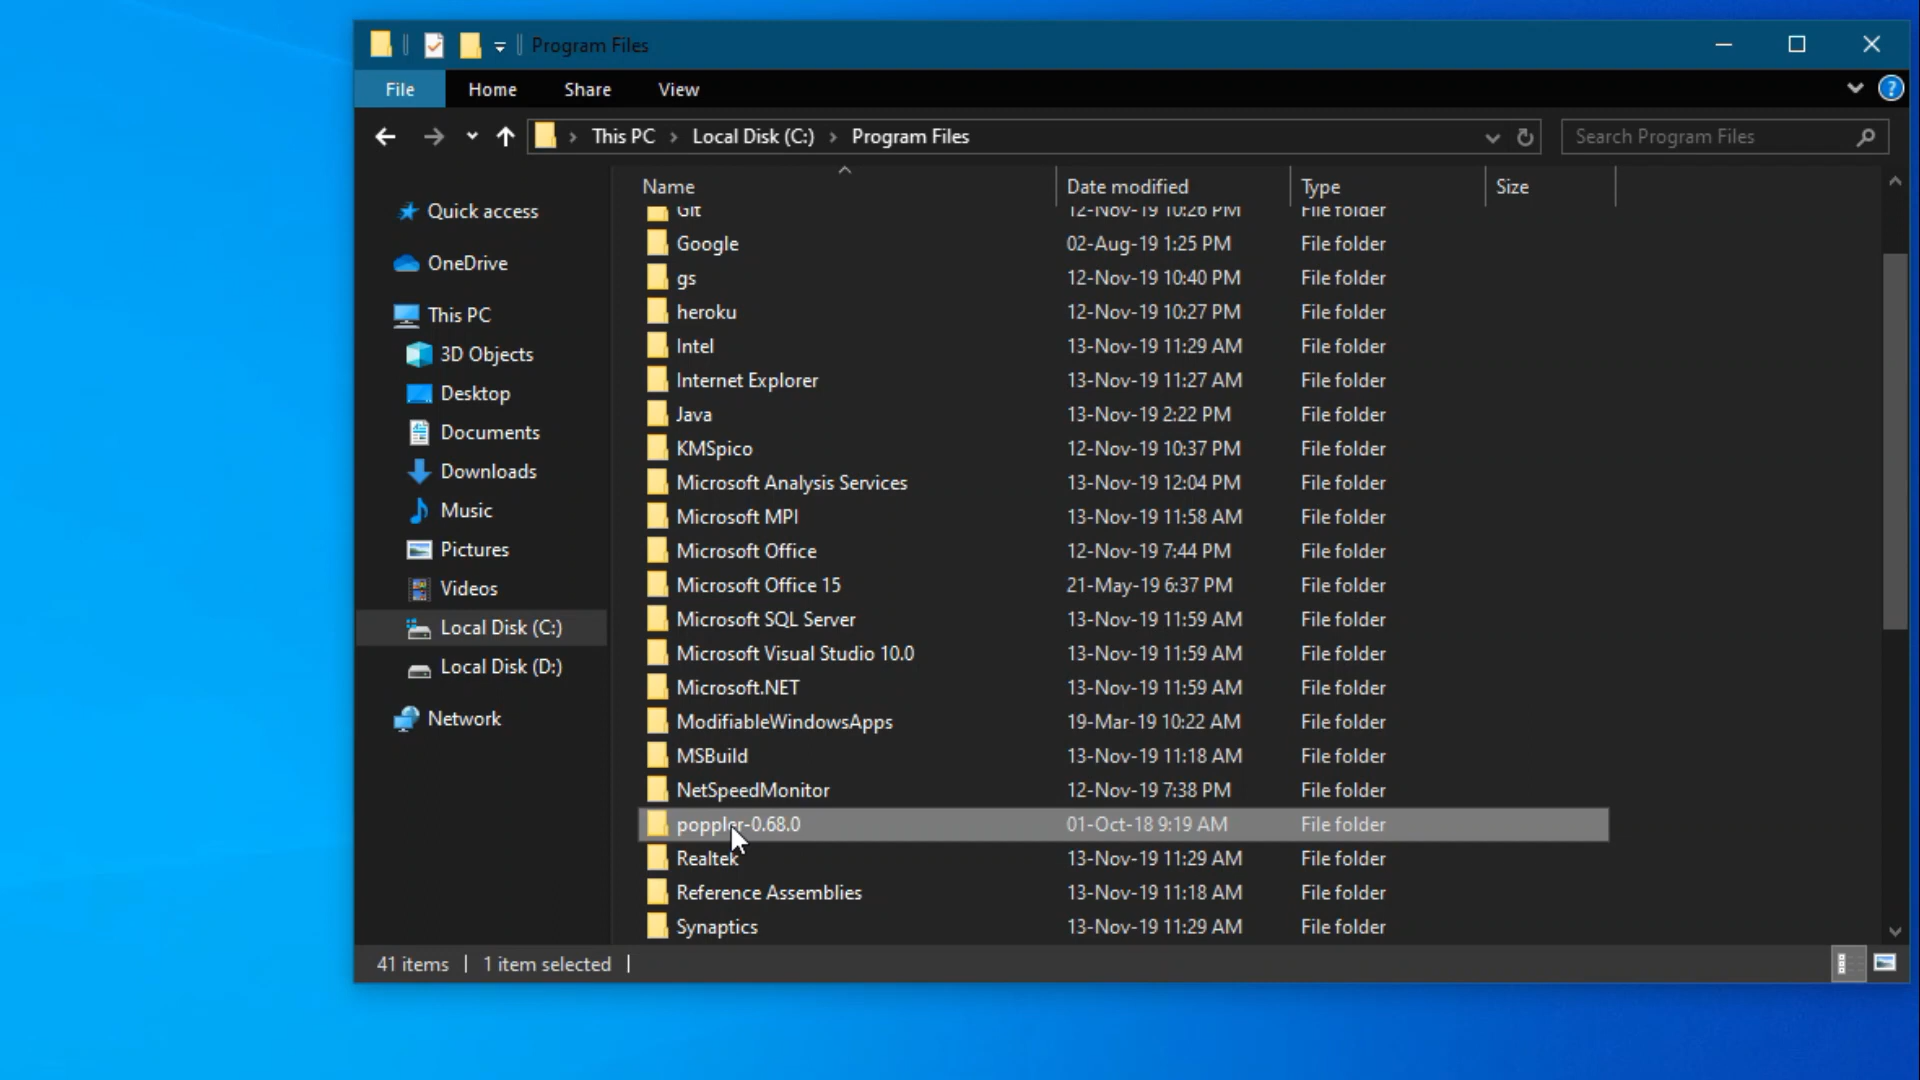 Program Files
File Home Share View
This PC Local Disk (C:) Program Files
Search Program Files
Name Date modified Type Size
Quick access
OneDrive
This PC
3D Objects
Desktop
Documents
Downloads
Music
Pictures
Videos
Local Disk (C:)
Local Disk (D:)
Network
Git 12-Nov-19 10:26 PM File folder
Google 02-Aug-19 1:25 PM File folder
gs 12-Nov-19 10:40 PM File folder
heroku 12-Nov-19 10:27 PM File folder
Intel 13-Nov-19 11:29 AM File folder
Internet Explorer 13-Nov-19 11:27 AM File folder
Java 13-Nov-19 2:22 PM File folder
KMSpico 12-Nov-19 10:37 PM File folder
Microsoft Analysis Services 13-Nov-19 12:04 PM File folder
Microsoft MPI 13-Nov-19 11:58 AM File folder
Microsoft Office 12-Nov-19 7:44 PM File folder
Microsoft Office 15 21-May-19 6:37 PM File folder
Microsoft SQL Server 13-Nov-19 11:59 AM File folder
Microsoft Visual Studio 10.0 13-Nov-19 11:59 AM File folder
Microsoft.NET 13-Nov-19 11:59 AM File folder
ModifiableWindowsApps 19-Mar-19 10:22 AM File folder
MSBuild 13-Nov-19 11:18 AM File folder
NetSpeedMonitor 12-Nov-19 7:38 PM File folder
poppler-0.68.0 01-Oct-18 9:19 AM File folder
Realtek 13-Nov-19 11:29 AM File folder
Reference Assemblies 13-Nov-19 11:18 AM File folder
Synaptics 13-Nov-19 11:29 AM File folder
41 items 1 item selected